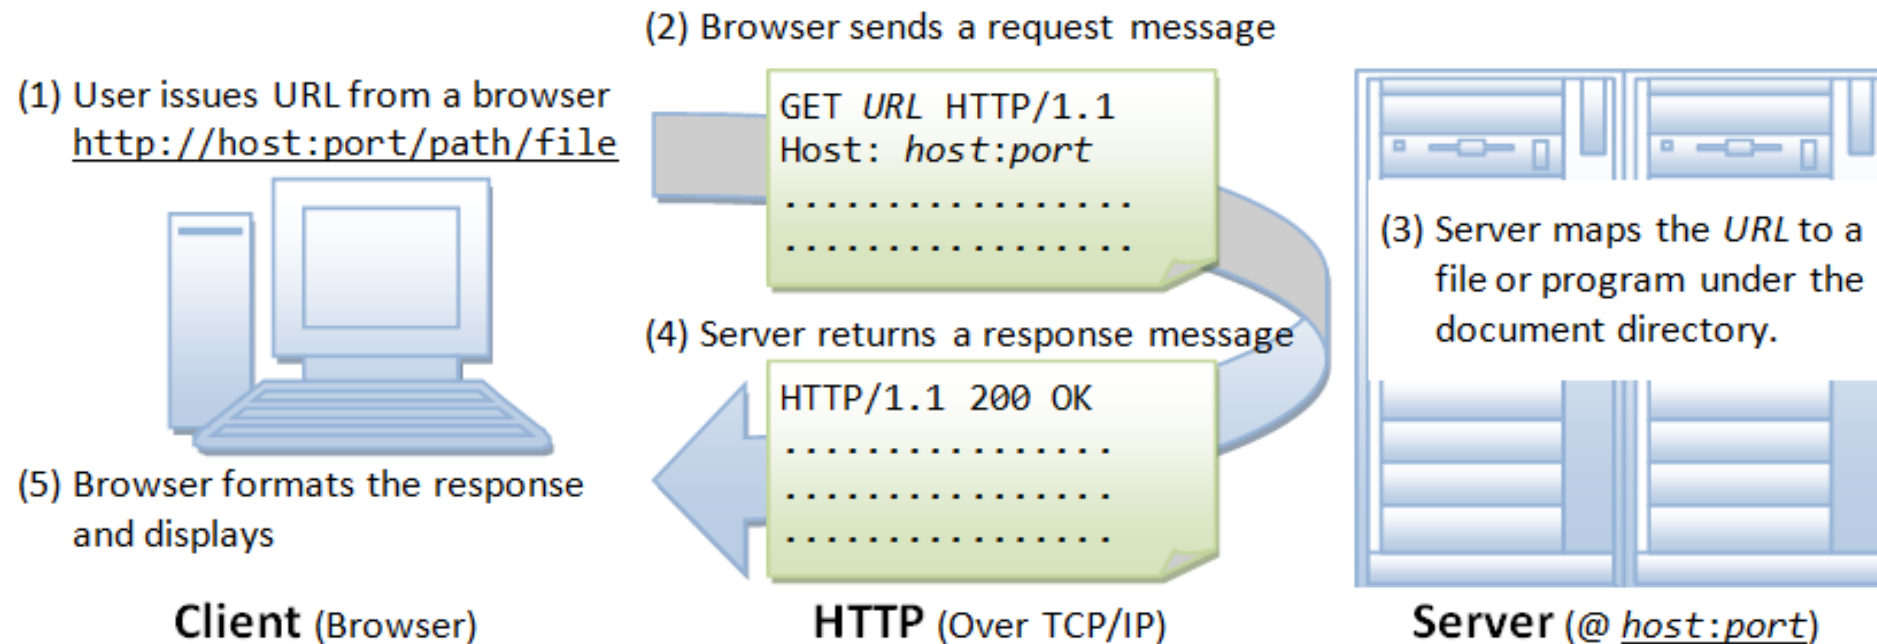 (1) User issues URL from a browser
http://host:port/path/file
(2) Browser sends a request message
GET URL HTTP/1.1
Host: host:port
..................
..................
(3) Server maps the URL to a
file or program under the
document directory.
(4) Server returns a response message
HTTP/1.1 200 OK
.................
.................
.................
(5) Browser formats the response
and displays
Client (Browser)
HTTP (Over TCP/IP)
Server (@ host:port)